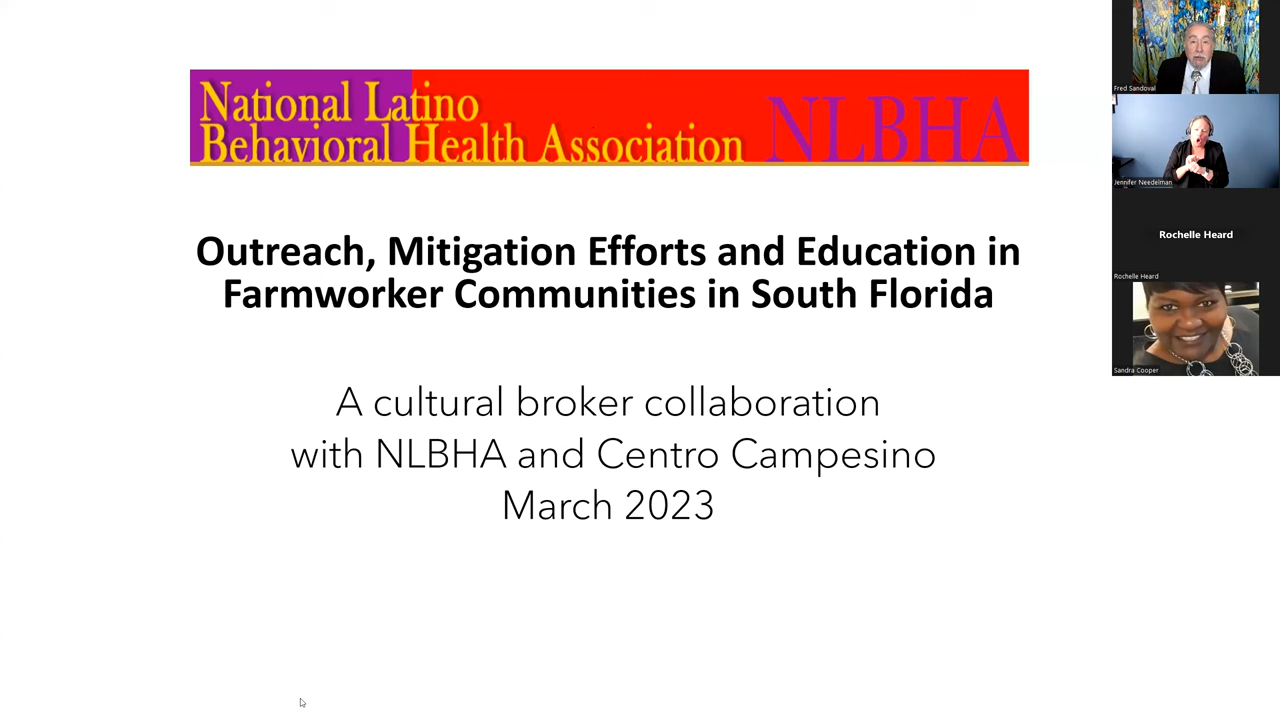 National Latino
Behavioral Health Association
NLBHA
Outreach, Mitigation Efforts and Education in
Farmworker Communities in South Florida
A cultural broker collaboration
with NLBHA and Centro Campesino
March 2023
Fred Sandoval
Jennifer Needelman
Rochelle Heard
Rochelle Heard
Sandra Cooper